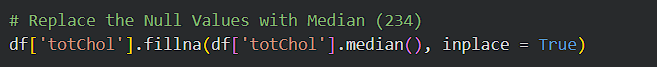 # Replace the Null Values with Median (234)
df['totChol'].fillna(df['totChol'].median(), inplace = True)